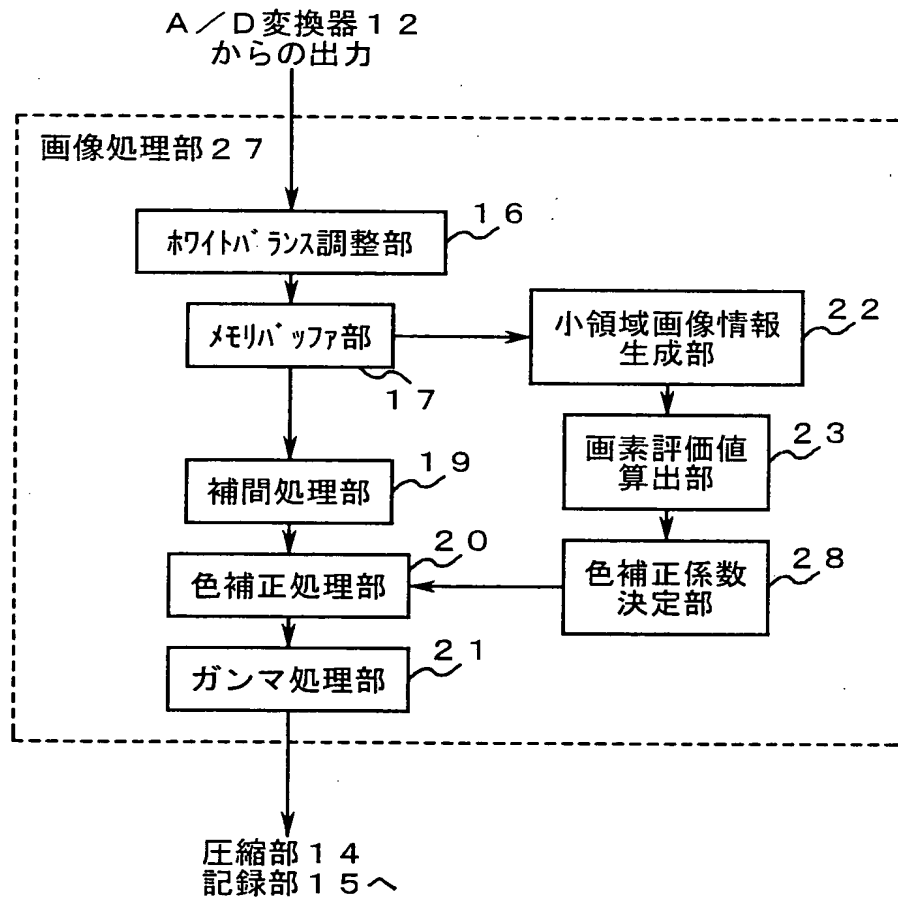 A／D変換器12
からの出力
画像処理部27
ﾎﾜｲﾄﾊﾞﾗﾝｽ調整部
16
ﾒﾓﾘﾊﾞｯﾌｧ部
17
小領域画像情報
生成部
22
画素評価値
算出部
23
補間処理部
19
色補正処理部
20
色補正係数
決定部
28
ガンマ処理部
21
圧縮部14
記録部15へ